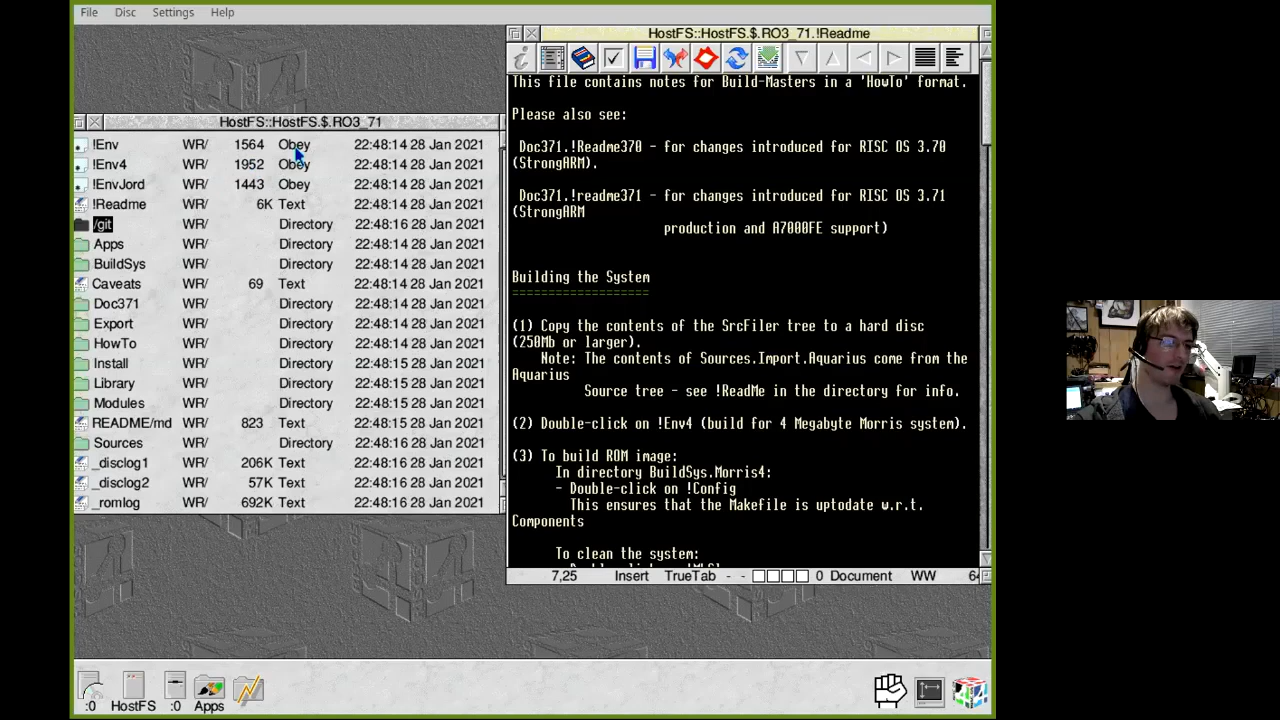 File Disc Settings Help
HostFS::HostFS.$.RO3_71
!Env WR/ 1564 Obey 22:48:14 28 Jan 2021
!Env4 WR/ 1952 Obey 22:48:14 28 Jan 2021
!EnvJord WR/ 1443 Obey 22:48:14 28 Jan 2021
!Readme WR/ 6K Text 22:48:14 28 Jan 2021
/git WR/ Directory 22:48:16 28 Jan 2021
Apps WR/ Directory 22:48:14 28 Jan 2021
BuildSys WR/ Directory 22:48:14 28 Jan 2021
Caveats WR/ 69 Text 22:48:14 28 Jan 2021
Doc371 WR/ Directory 22:48:14 28 Jan 2021
Export WR/ Directory 22:48:14 28 Jan 2021
HowTo WR/ Directory 22:48:14 28 Jan 2021
Install WR/ Directory 22:48:15 28 Jan 2021
Library WR/ Directory 22:48:15 28 Jan 2021
Modules WR/ Directory 22:48:15 28 Jan 2021
README/md WR/ 823 Text 22:48:15 28 Jan 2021
Sources WR/ Directory 22:48:16 28 Jan 2021
_disclog1 WR/ 206K Text 22:48:16 28 Jan 2021
_disclog2 WR/ 57K Text 22:48:16 28 Jan 2021
_romlog WR/ 692K Text 22:48:16 28 Jan 2021
HostFS::HostFS.$.RO3_71.!Readme
This file contains notes for Build-Masters in a 'HowTo' format.
Please also see:
Doc371.!Readme370 - for changes introduced for RISC OS 3.70
(StrongARM).
Doc371.!readme371 - for changes introduced for RISC OS 3.71
(StrongARM
production and A7000FE support)
Building the System
===================
(1) Copy the contents of the SrcFiler tree to a hard disc
(250Mb or larger).
Note: The contents of Sources.Import.Aquarius come from the
Aquarius
Source tree - see !ReadMe in the directory for info.
(2) Double-click on !Env4 (build for 4 Megabyte Morris system).
(3) To build ROM image:
In directory BuildSys.Morris4:
- Double-click on !Config
This ensures that the Makefile is uptodate w.r.t.
Components
To clean the system:
7,25 Insert TrueTab - - 0 Document WW
:0 HostFS :0 Apps